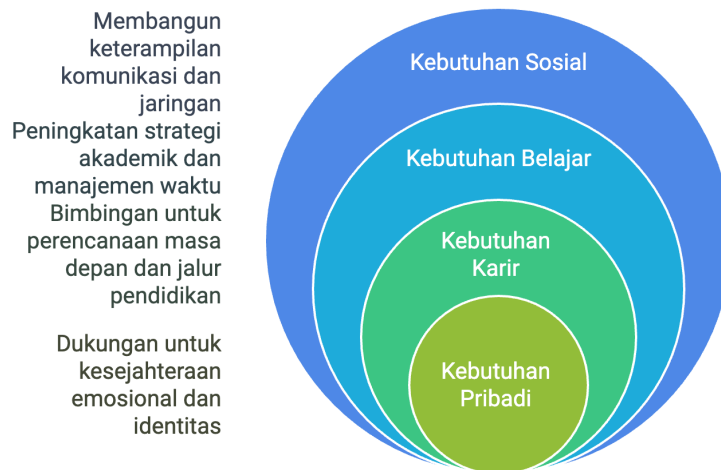 Membangun
keterampilan
komunikasi dan
jaringan
Peningkatan strategi
akademik dan
manajemen waktu
Bimbingan untuk
perencanaan masa
depan dan jalur
pendidikan
Dukungan untuk
kesejahteraan
emosional dan
identitas
Kebutuhan Sosial
Kebutuhan Belajar
Kebutuhan
Karir
Kebutuhan
Pribadi